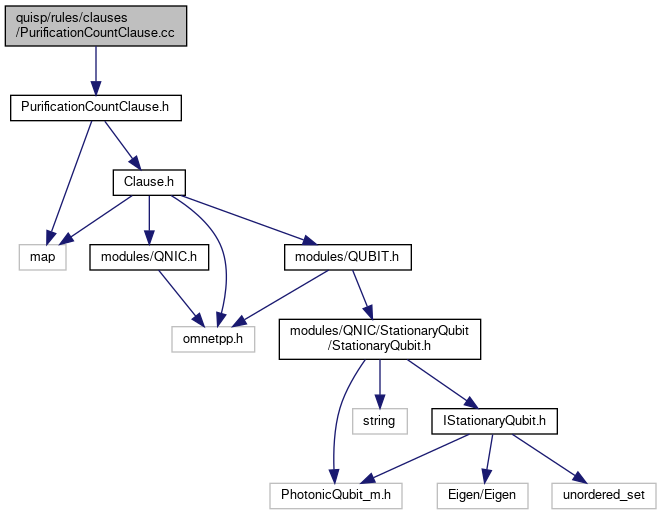 quisp/rules/clauses
/PurificationCountClause.cc
PurificationCountClause.h
Clause.h
map
modules/QNIC.h
modules/QUBIT.h
omnetpp.h
modules/QNIC/StationaryQubit
/StationaryQubit.h
string
IStationaryQubit.h
PhotonicQubit_m.h
Eigen/Eigen
unordered_set